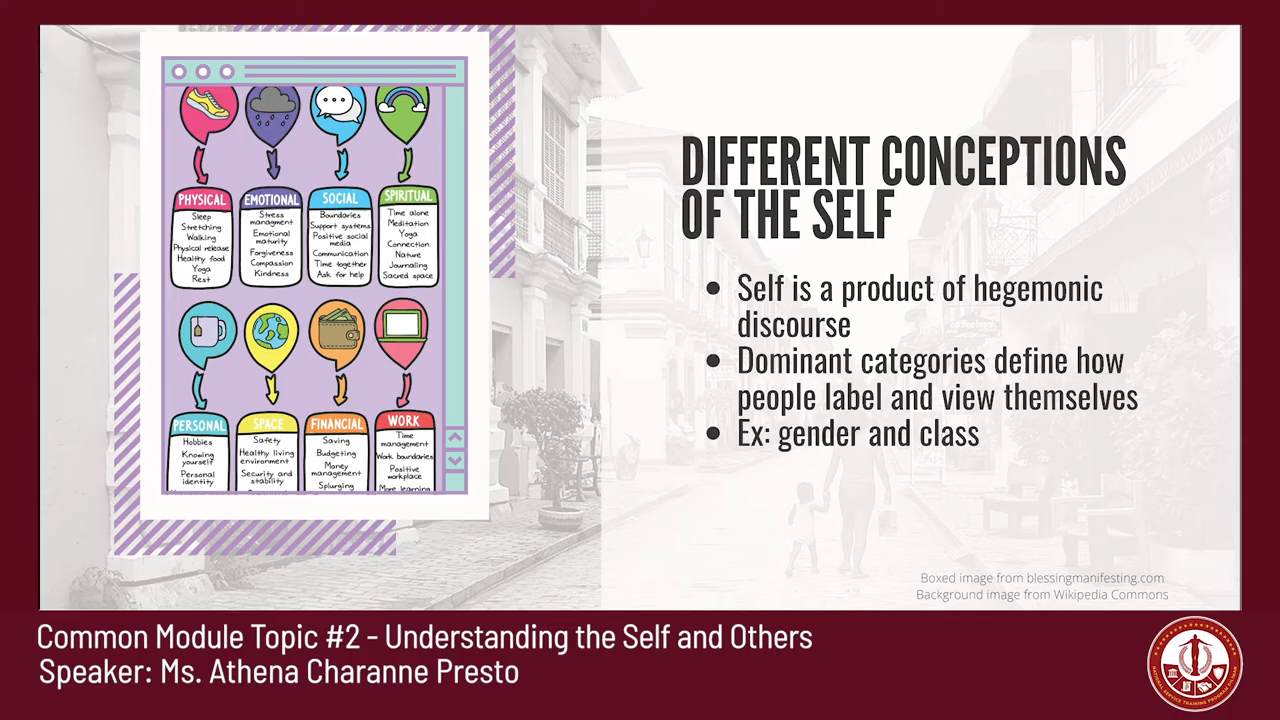 PHYSICAL
Sleep
Stretching
Walking
Physical release
Healthy food
Yoga
Rest
EMOTIONAL
Stress
managment
Emotional
maturity
Forgiveness
Compassion
Kindness
SOCIAL
Boundaries
Support systems
Positive social
media
Communication
Time together
Ask for help
SPIRITUAL
Time alone
Meditation
Yoga
Connection
Nature
Journaling
Sacred space
PERSONAL
Hobbies
Knowing
yourself
Personal
identity
SPACE
Safety
Healthy living
environment
Security and
stability
FINANCIAL
Saving
Budgeting
Money
management
Splurging
WORK
Time
management
Work boundaries
Positive
workplace
More learning
DIFFERENT CONCEPTIONS
OF THE SELF
• Self is a product of hegemonic
discourse
• Dominant categories define how
people label and view themselves
• Ex: gender and class
Boxed image from blessingmanifesting.com
Background image from Wikipedia Commons
Common Module Topic #2 - Understanding the Self and Others
Speaker: Ms. Athena Charanne Presto
NATIONAL SERVICE TRAINING PROGRAM DILIMAN